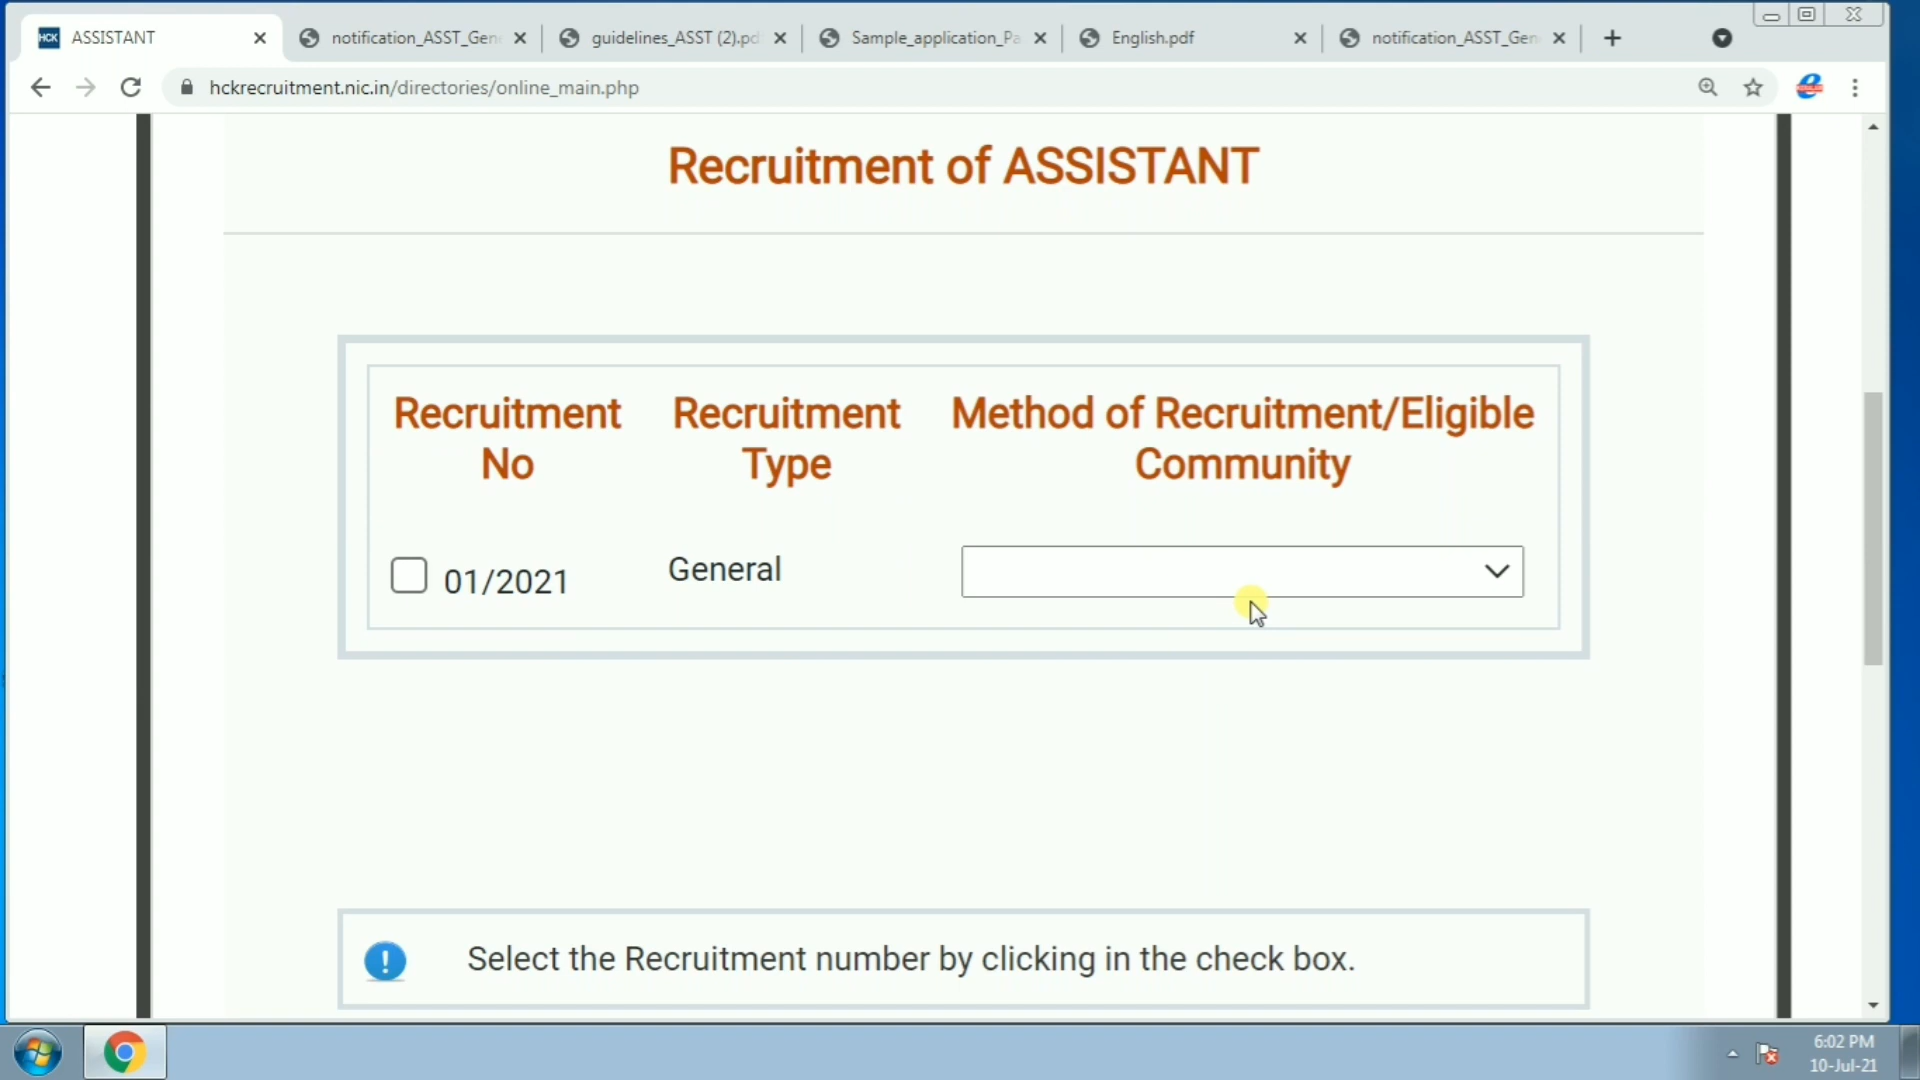 HCK ASSISTANT
notification_ASST_Gen
guidelines_ASST (2).pd
Sample_application_Pa
English.pdf
notification_ASST_Gen
hckrecruitment.nic.in/directories/online_main.php
Recruitment of ASSISTANT
Recruitment No
Recruitment Type
Method of Recruitment/Eligible Community
01/2021
General
Select the Recruitment number by clicking in the check box.
6:02 PM
10-Jul-21